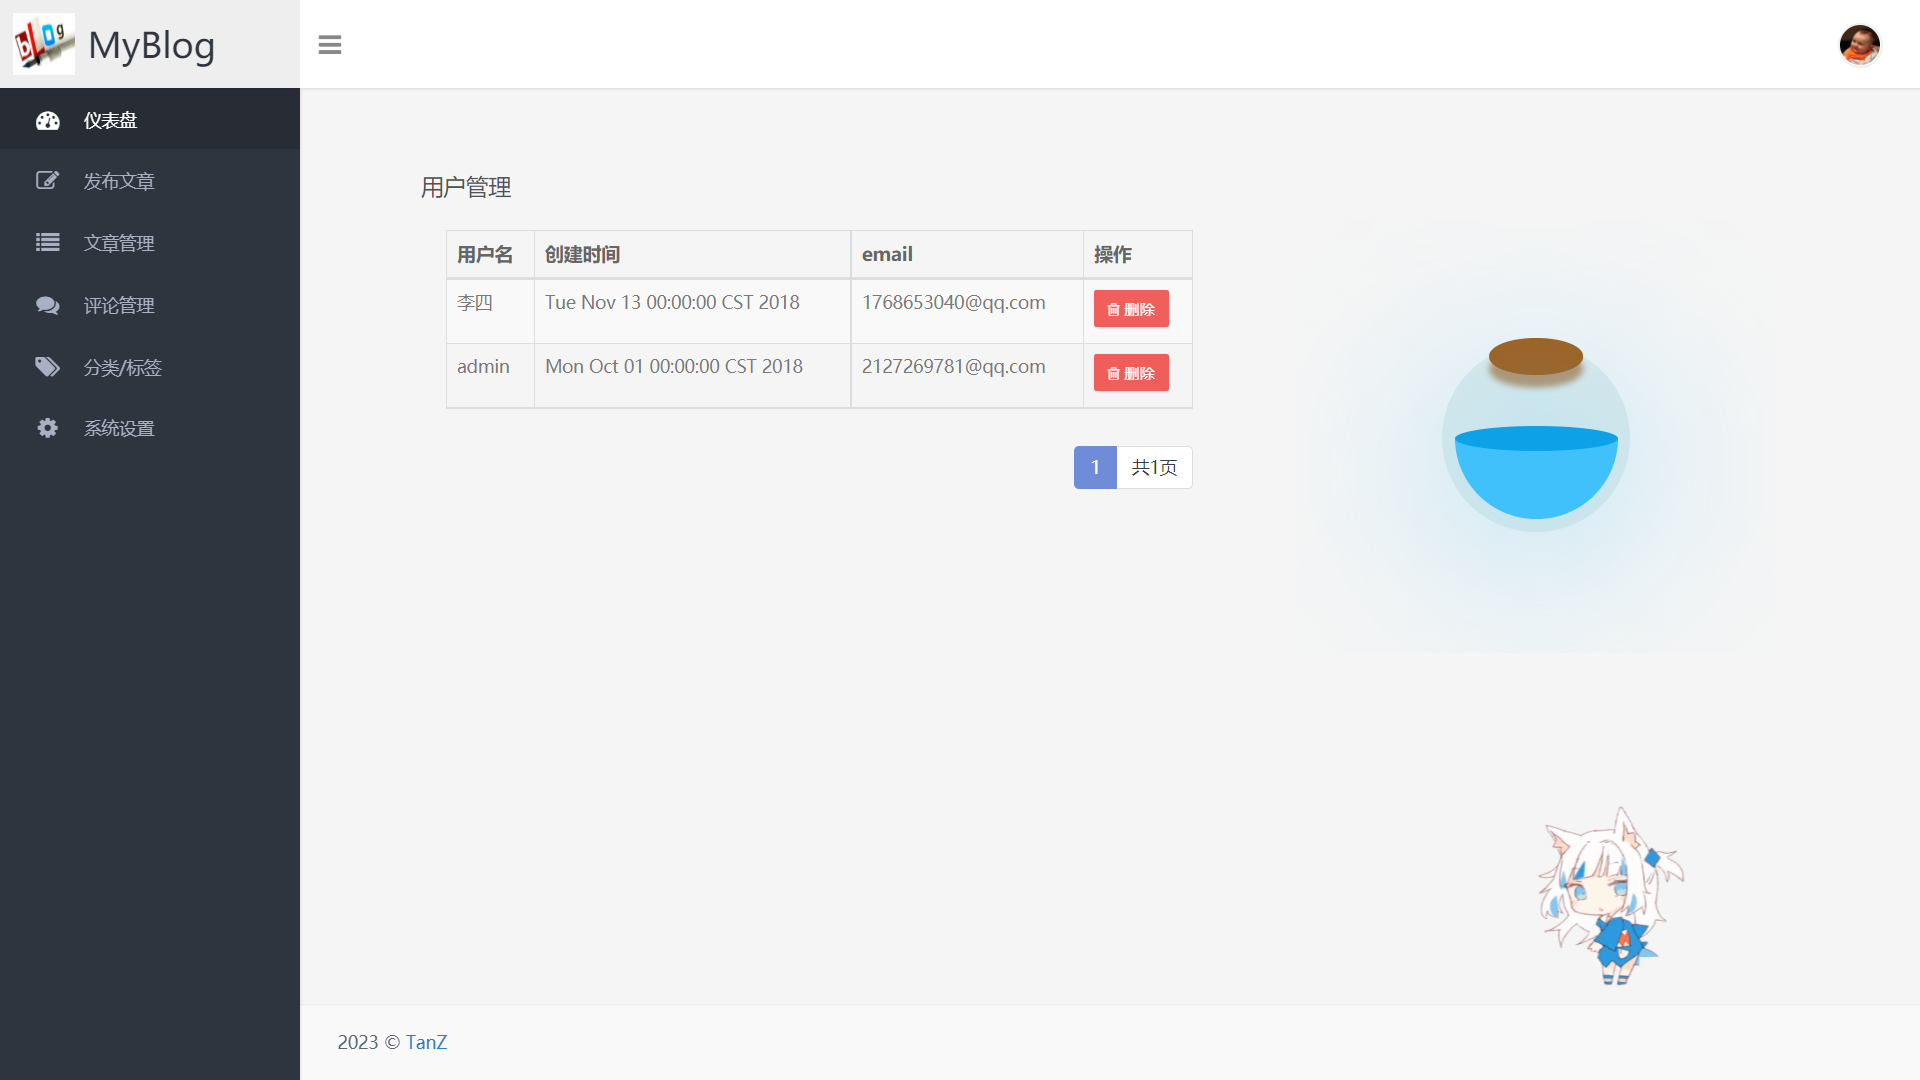 bLog MyBlog
仪表盘
发布文章
文章管理
评论管理
分类/标签
系统设置
用户管理
用户名 创建时间 email 操作
李四 Tue Nov 13 00:00:00 CST 2018 1768653040@qq.com 删除
admin Mon Oct 01 00:00:00 CST 2018 2127269781@qq.com 删除
1 共1页
2023 © TanZ